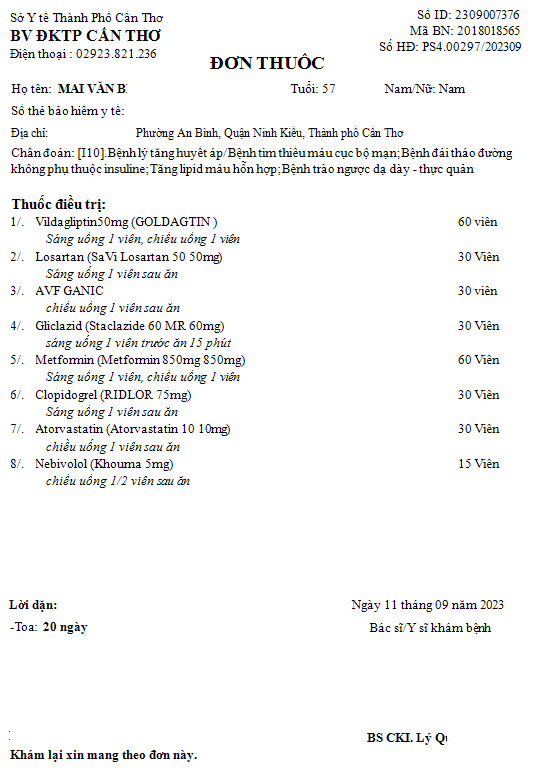 Sở Y tế Thành Phố Cần Thơ
Số ID: 2309007376
BV ĐKTP CẦN THƠ
Mã BN: 2018018565
Điện thoại : 02923.821.236
Số HĐ: PS4.00297/202309
ĐƠN THUỐC
Họ tên: MAI VĂN B
Tuổi: 57
Nam/Nữ: Nam
Số thẻ bảo hiểm y tế:
Địa chỉ: Phường An Bình, Quận Ninh Kiều, Thành phố Cần Thơ
Chẩn đoán: [I10].Bệnh lý tăng huyết áp/Bệnh tim thiếu máu cục bộ mạn;Bệnh đái tháo đường
không phụ thuộc insuline;Tăng lipid máu hỗn hợp;Bệnh trào ngược dạ dày - thực quản
Thuốc điều trị:
1/. Vildagliptin50mg (GOLDAGTIN ) 60 viên
Sáng uống 1 viên, chiều uống 1 viên
2/. Losartan (SaVi Losartan 50 50mg) 30 Viên
Sáng uống 1 viên sau ăn
3/. AVF GANIC 30 viên
chiều uống 1 viên sau ăn
4/. Gliclazid (Staclazide 60 MR 60mg) 30 Viên
sáng uống 1 viên trước ăn 15 phút
5/. Metformin (Metformin 850mg 850mg) 60 Viên
Sáng uống 1 viên, chiều uống 1 viên
6/. Clopidogrel (RIDLOR 75mg) 30 Viên
Sáng uống 1 viên sau ăn
7/. Atorvastatin (Atorvastatin 10 10mg) 30 Viên
chiều uống 1 viên sau ăn
8/. Nebivolol (Khouma 5mg) 15 Viên
chiều uống 1/2 viên sau ăn
Lời dặn:
Ngày 11 tháng 09 năm 2023
-Toa: 20 ngày
Bác sĩ/Y sĩ khám bệnh
BS CKI. Lý
Khám lại xin mang theo đơn này.